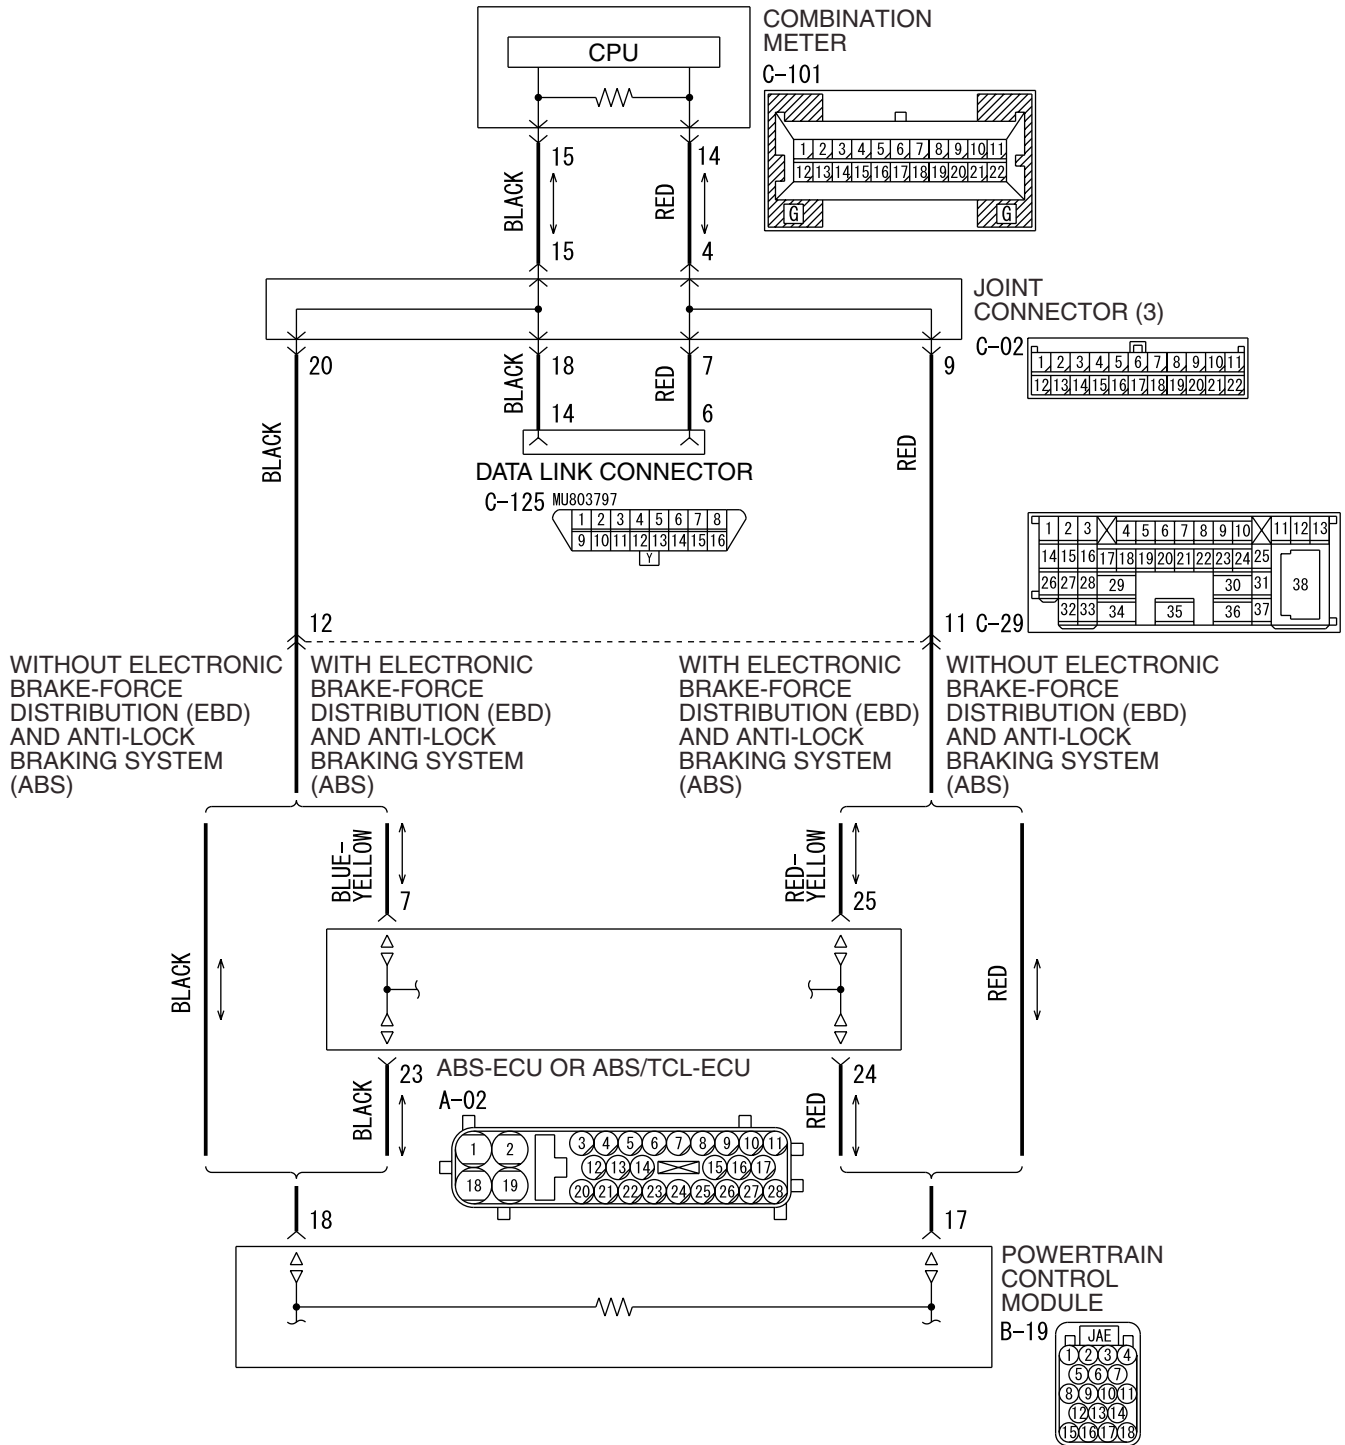 COMBINATION
METER
CPU
C-101
1 2 3 4 5 6 7 8 9 10 11
12 13 14 15 16 17 18 19 20 21 22
G G
15 14
BLACK RED
15 4
JOINT
CONNECTOR (3)
C-02
1 2 3 4 5 6 7 8 9 10 11
12 13 14 15 16 17 18 19 20 21 22
20 18 7 9
BLACK RED
14 6
BLACK RED
DATA LINK CONNECTOR
C-125 MU803797
1 2 3 4 5 6 7 8
9 10 11 12 13 14 15 16
Y
1 2 3 4 5 6 7 8 9 10 11 12 13
14 15 16 17 18 19 20 21 22 23 24 25
26 27 28 29 30 31 38
32 33 34 35 36 37
12 11 C-29
WITHOUT ELECTRONIC
BRAKE-FORCE
DISTRIBUTION (EBD)
AND ANTI-LOCK
BRAKING SYSTEM
(ABS)
WITH ELECTRONIC
BRAKE-FORCE
DISTRIBUTION (EBD)
AND ANTI-LOCK
BRAKING SYSTEM
(ABS)
WITH ELECTRONIC
BRAKE-FORCE
DISTRIBUTION (EBD)
AND ANTI-LOCK
BRAKING SYSTEM
(ABS)
WITHOUT ELECTRONIC
BRAKE-FORCE
DISTRIBUTION (EBD)
AND ANTI-LOCK
BRAKING SYSTEM
(ABS)
BLUE-
YELLOW
RED-
YELLOW
7 25
BLACK RED
23 ABS-ECU OR ABS/TCL-ECU 24
BLACK RED
A-02
1 2 3 4 5 6 7 8 9 10 11
12 13 14 15 16 17
18 19 20 21 22 23 24 25 26 27 28
18 17
POWERTRAIN
CONTROL
MODULE
B-19
JAE
1 2 3 4
5 6 7
8 9 10 11
12 13 14
15 16 17 18